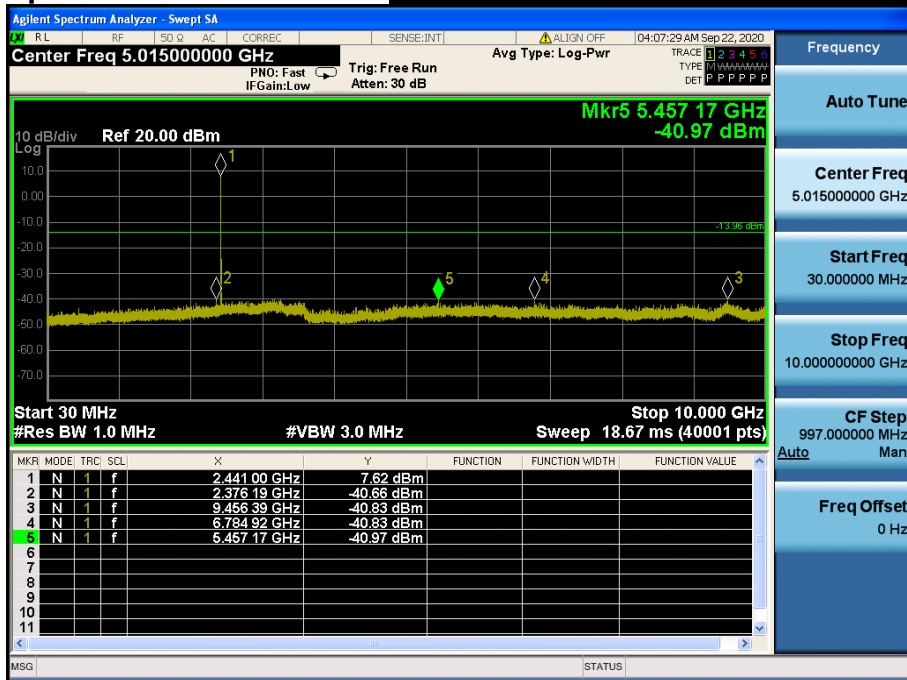 Agilent Spectrum Analyzer - Swept SA
LXI RL RF 50 Ω AC CORREC SENSE:INT ALIGN OFF 04:07:29 AM Sep 22, 2020
Center Freq 5.015000000 GHz
PNO: Fast
IFGain:Low
Trig: Free Run
Atten: 30 dB
Avg Type: Log-Pwr
TRACE 1 2 3 4 5 6
TYPE M W W W W W
DET P P P P P P
Mkr5 5.457 17 GHz
-40.97 dBm
10 dB/div Ref 20.00 dBm
Log
10.0
0.00
-10.0
-20.0
-30.0
-40.0
-50.0
-60.0
-70.0
1
2
5
4
3
-13.96 dBm
Start 30 MHz Stop 10.000 GHz
#Res BW 1.0 MHz #VBW 3.0 MHz Sweep 18.67 ms (40001 pts)
MKR MODE TRC SCL X Y FUNCTION FUNCTION WIDTH FUNCTION VALUE
1 N 1 f 2.441 00 GHz 7.62 dBm
2 N 1 f 2.376 19 GHz -40.66 dBm
3 N 1 f 9.456 39 GHz -40.83 dBm
4 N 1 f 6.784 92 GHz -40.83 dBm
5 N 1 f 5.457 17 GHz -40.97 dBm
6
7
8
9
10
11
MSG STATUS
Frequency
Auto Tune
Center Freq
5.015000000 GHz
Start Freq
30.000000 MHz
Stop Freq
10.000000000 GHz
CF Step
997.000000 MHz
Auto Man
Freq Offset
0 Hz